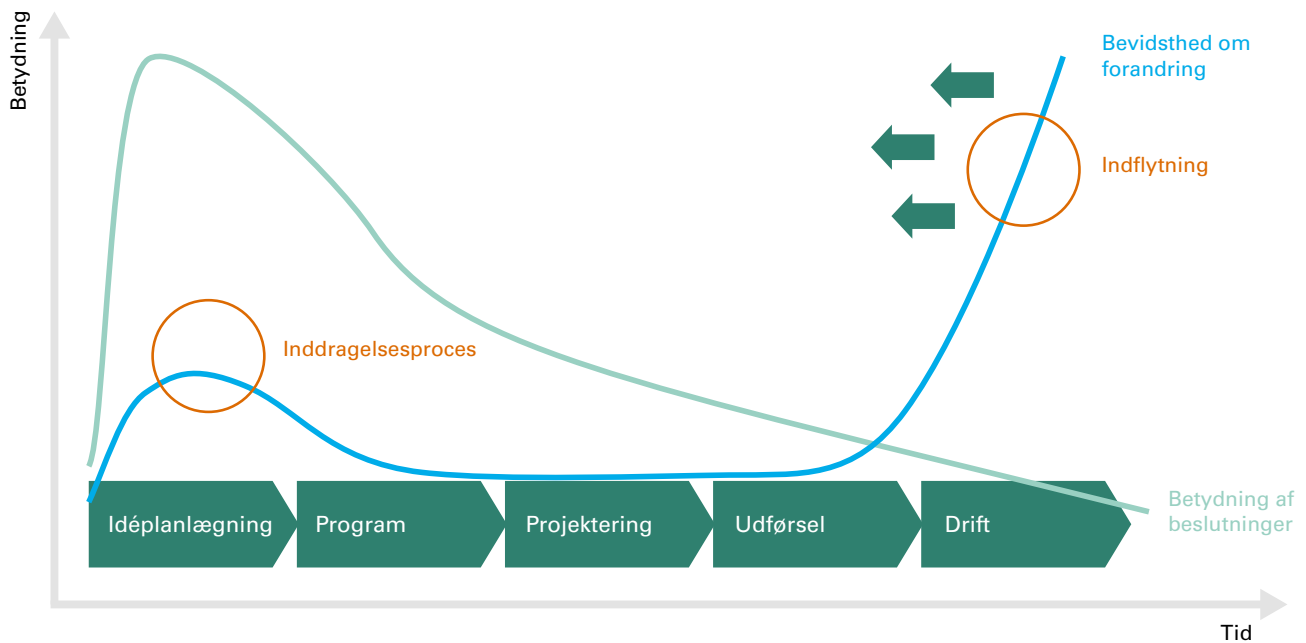 Betydning
Bevidsthed om
forandring
Indflytning
Inddragelsesproces
Betydning af
beslutninger
Idéplanlægning
Program
Projektering
Udførsel
Drift
Tid